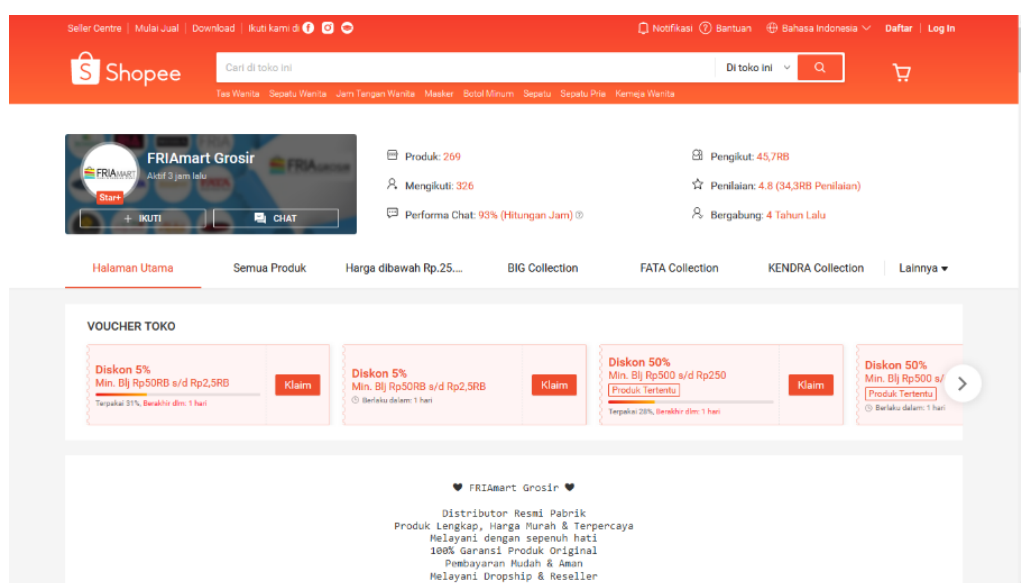 Seller Centre | Mulai Jual | Download | Ikuti kami di
Notifikasi Bantuan Bahasa Indonesia Daftar | Log In
Shopee
Cari di toko ini
Di toko ini
Tas Wanita Sepatu Wanita Jam Tangan Wanita Masker Botol Minum Sepatu Sepatu Pria Kemeja Wanita
FRIAmart Grosir
Aktif 3 jam lalu
FRIAMART
Star+
+ IKUTI
CHAT
Produk: 269
Mengikuti: 326
Performa Chat: 93% (Hitungan Jam)
Pengikut: 45,7RB
Penilaian: 4.8 (34,3RB Penilaian)
Bergabung: 4 Tahun Lalu
Halaman Utama Semua Produk Harga dibawah Rp.25.... BIG Collection FATA Collection KENDRA Collection Lainnya
VOUCHER TOKO
Diskon 5%
Min. Blj Rp50RB s/d Rp2,5RB
Terpakai 31%, Berakhir dlm: 1 hari
Klaim
Diskon 5%
Min. Blj Rp50RB s/d Rp2,5RB
Berlaku dalam: 1 hari
Klaim
Diskon 50%
Min. Blj Rp500 s/d Rp250
Produk Tertentu
Terpakai 28%, Berakhir dlm: 1 hari
Klaim
Diskon 50%
Min. Blj Rp500 s/
Produk Tertentu
Berlaku dalam: 1 hari
♥ FRIAmart Grosir ♥
Distributor Resmi Pabrik
Produk Lengkap, Harga Murah & Terpercaya
Melayani dengan sepenuh hati
100% Garansi Produk Original
Pembayaran Mudah & Aman
Melayani Dropship & Reseller